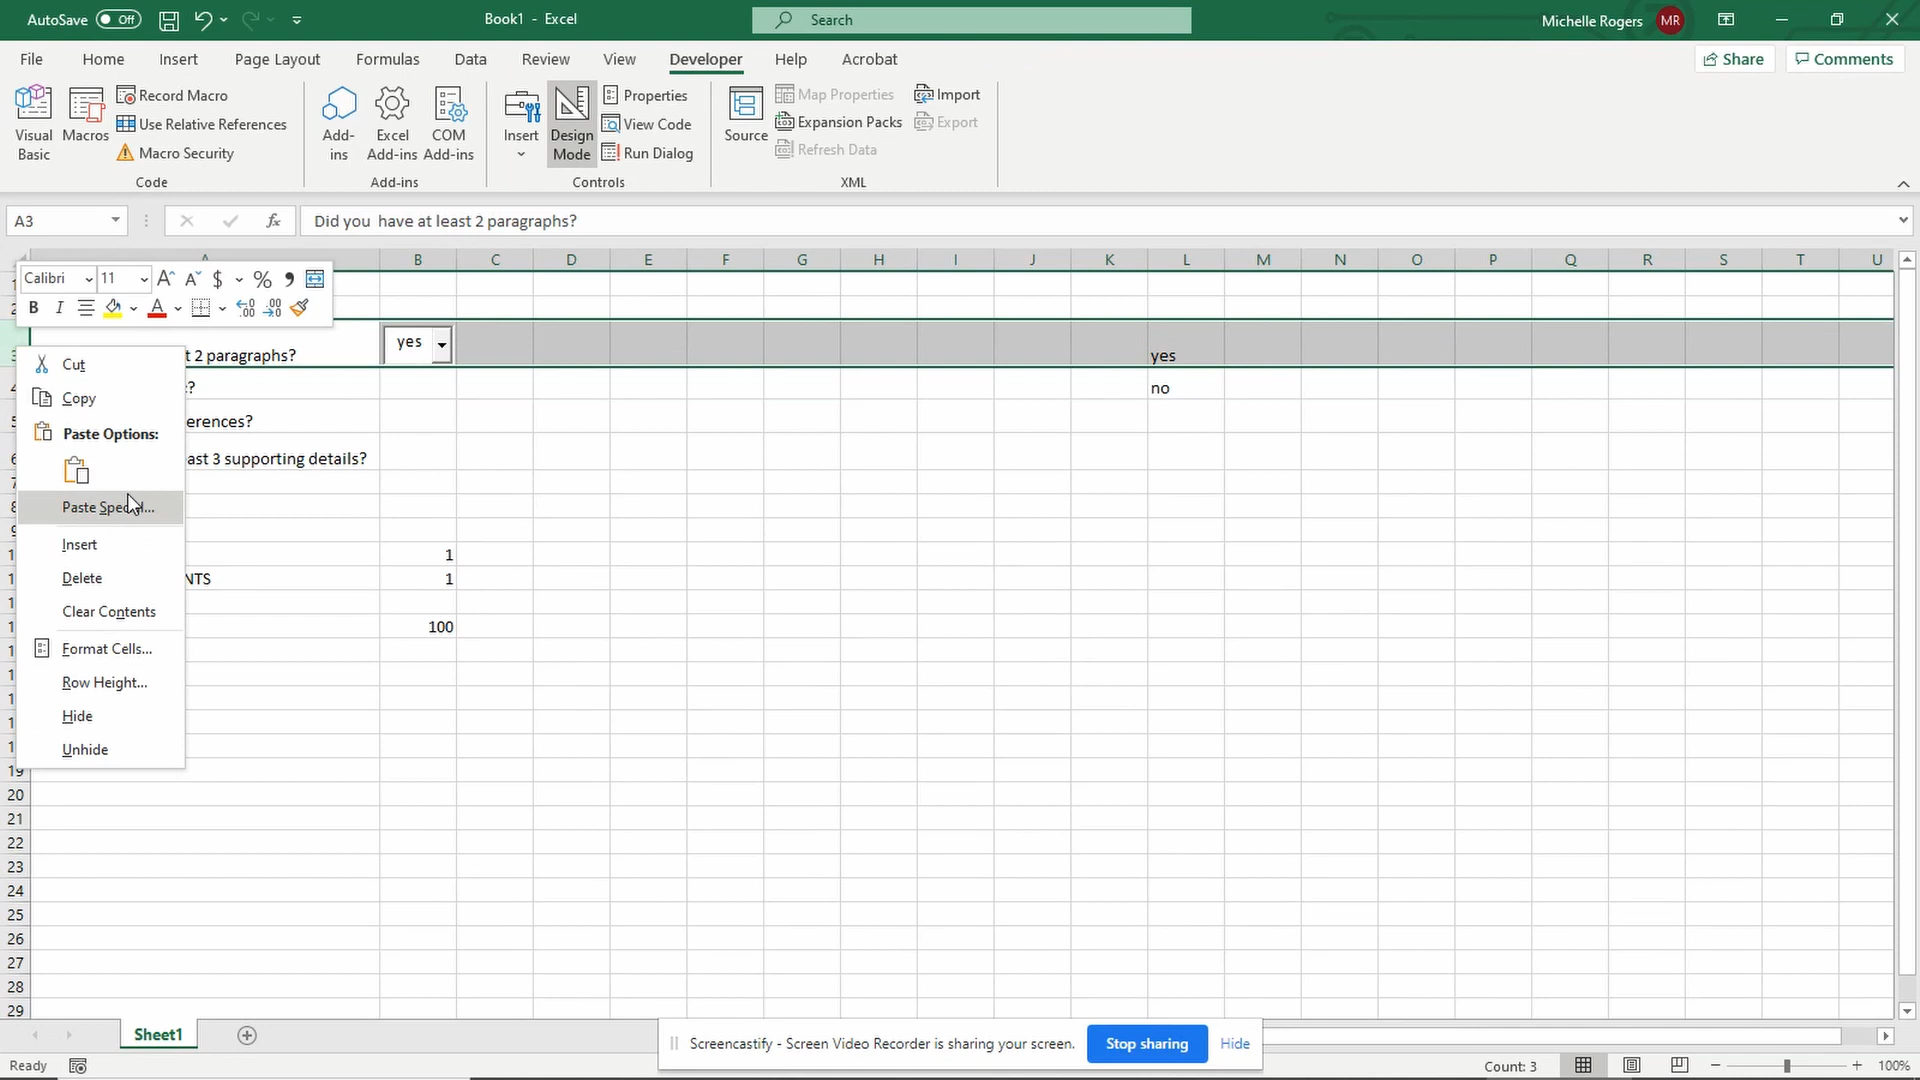 AutoSave Off
Book1 - Excel
Search
Michelle Rogers MR
File Home Insert Page Layout Formulas Data Review View Developer Help Acrobat
Share Comments
Visual Basic
Macros
Record Macro
Use Relative References
Macro Security
Code
Add-ins
Excel Add-ins
COM Add-ins
Add-ins
Insert
Design Mode
Properties
View Code
Run Dialog
Controls
Source
Map Properties
Expansion Packs
Refresh Data
Import
Export
XML
A3
fx
Did you  have at least 2 paragraphs?
B C D E F G H I J K L M N O P Q R S T U
Calibri 11 A A $ % ,
B I A
t 2 paragraphs? yes yes
? no
erences?
ast 3 supporting details?
1
NTS 1
100
Cut
Copy
Paste Options:
Paste Special...
Insert
Delete
Clear Contents
Format Cells...
Row Height...
Hide
Unhide
19
20
21
22
23
24
25
26
27
28
29
Sheet1
Screencastify - Screen Video Recorder is sharing your screen. Stop sharing Hide
Ready
Count: 3
100%